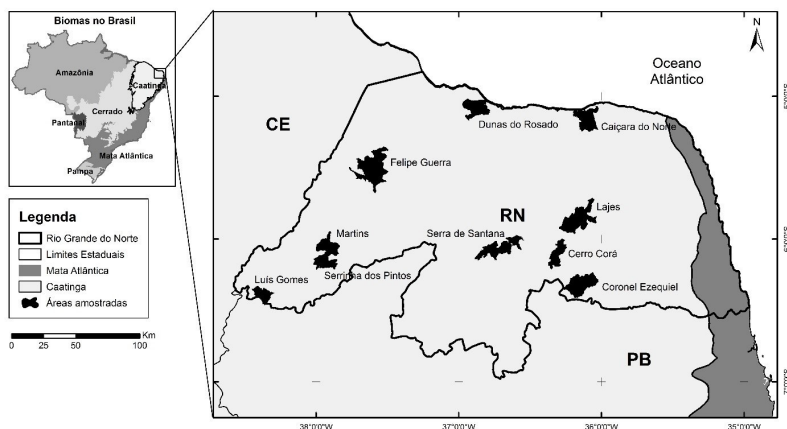 Biomas no Brasil
Amazônia
Caatinga
Cerrado
Pantanal
Mata Atlântica
Pampa
Legenda
Rio Grande do Norte
Limites Estaduais
Mata Atlântica
Caatinga
Áreas amostradas
Km
0 25 50 100
N
Oceano
Atlântico
CE
Dunas do Rosado
Caiçara do Norte
Felipe Guerra
RN
Lajes
Martins
Serra de Santana
Cerro Corá
Luís Gomes
Serrinha dos Pintos
Coronel Ezequiel
PB
38°0'0"W 37°0'0"W 36°0'0"W 35°0'0"W